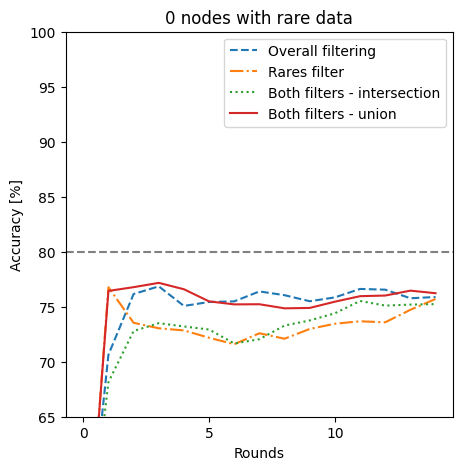 0 nodes with rare data
Overall filtering
Rares filter
Both filters - intersection
Both filters - union
Accuracy [%]
100
95
90
85
80
75
70
65
0
5
10
Rounds